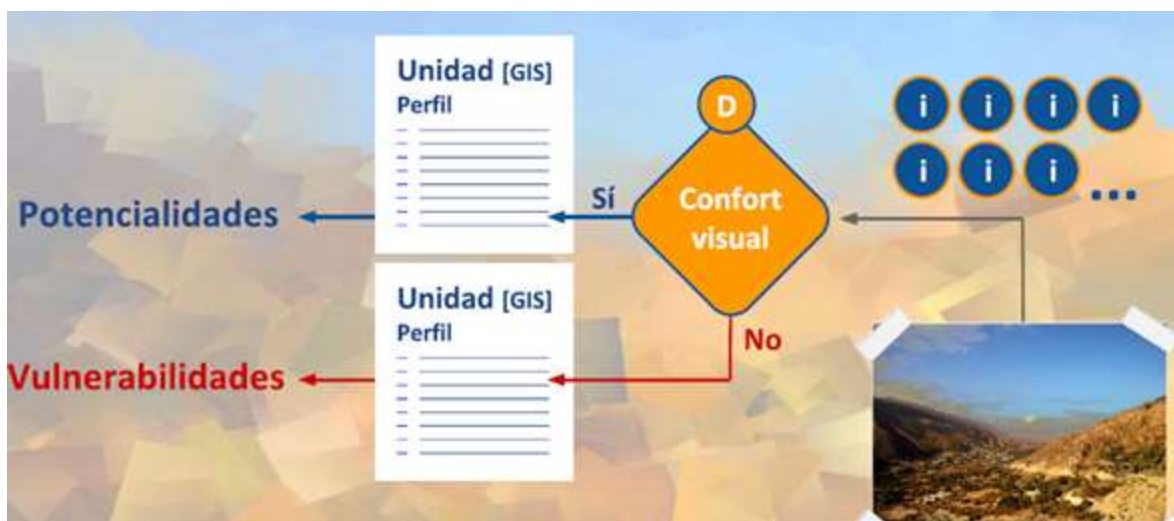 Unidad [GIS]
Perfil
Potencialidades
Sí
D
Confort
visual
i i i i
i i i ...
Unidad [GIS]
Perfil
Vulnerabilidades
No